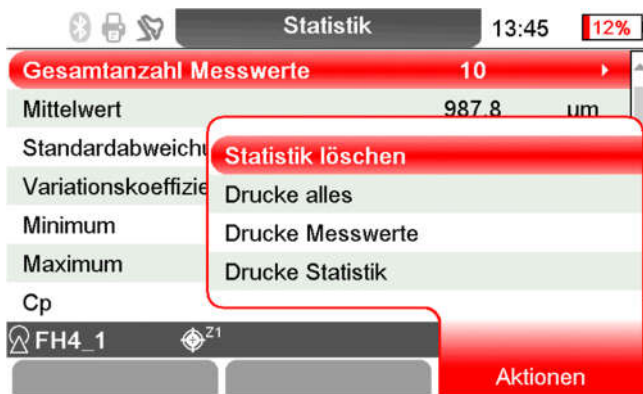 Statistik 13:45 12%
Gesamtanzahl Messwerte 10
Mittelwert 987.8 um
Standardabweichu
Statistik löschen
Variationskoeffizie
Drucke alles
Minimum
Drucke Messwerte
Maximum
Drucke Statistik
Cp
FH4_1 Z1
Aktionen